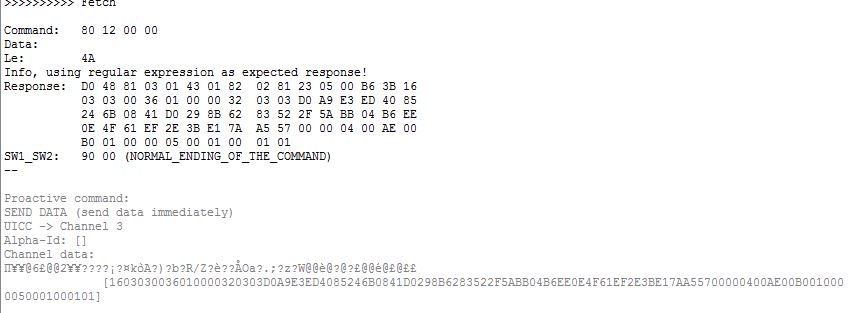 >>>>>>>>>> Fetch
Command: 80 12 00 00
Data:
Le: 4A
Info, using regular expression as expected response!
Response: D0 48 81 03 01 43 01 82 02 81 23 05 00 B6 3B 16
03 03 00 36 01 00 00 32 03 03 D0 A9 E3 ED 40 85
24 6B 08 41 D0 29 8B 62 83 52 2F 5A BB 04 B6 EE
0E 4F 61 EF 2E 3B E1 7A A5 57 00 00 04 00 AE 00
B0 01 00 00 05 00 01 00 01 01
SW1_SW2: 90 00 (NORMAL_ENDING_OF_THE_COMMAND)
--
Proactive command:
SEND DATA (send data immediately)
UICC -> Channel 3
Alpha-Id: []
Channel data:
Π¥¥@6£@@2¥¥????¡?¤kòA?)?b?R/Z?è??ÅOa?.;?z?W@@è@?@?£@@é@£@££
[1603030036010000320303D0A9E3ED4085246B0841D0298B6283522F5ABB04B6EE0E4F61EF2E3BE17AA55700000400AE00B001000
0050001000101]